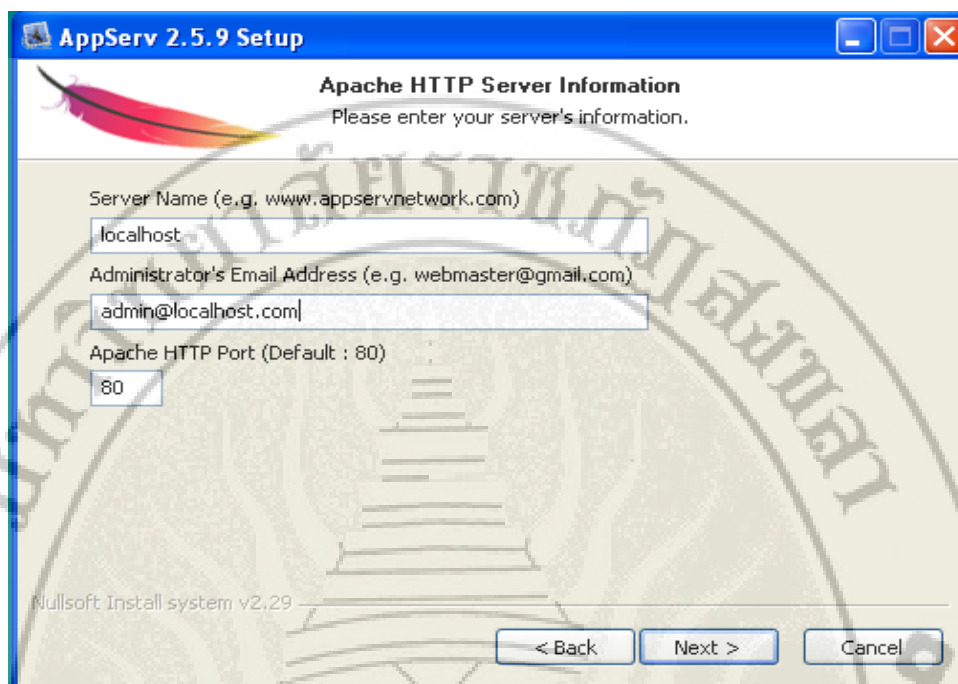 AppServ 2.5.9 Setup
Apache HTTP Server Information
Please enter your server's information.
Server Name (e.g. www.appservnetwork.com)
localhost
Administrator's Email Address (e.g. webmaster@gmail.com)
admin@localhost.com
Apache HTTP Port (Default : 80)
80
Nullsoft Install system v2.29
< Back
Next >
Cancel